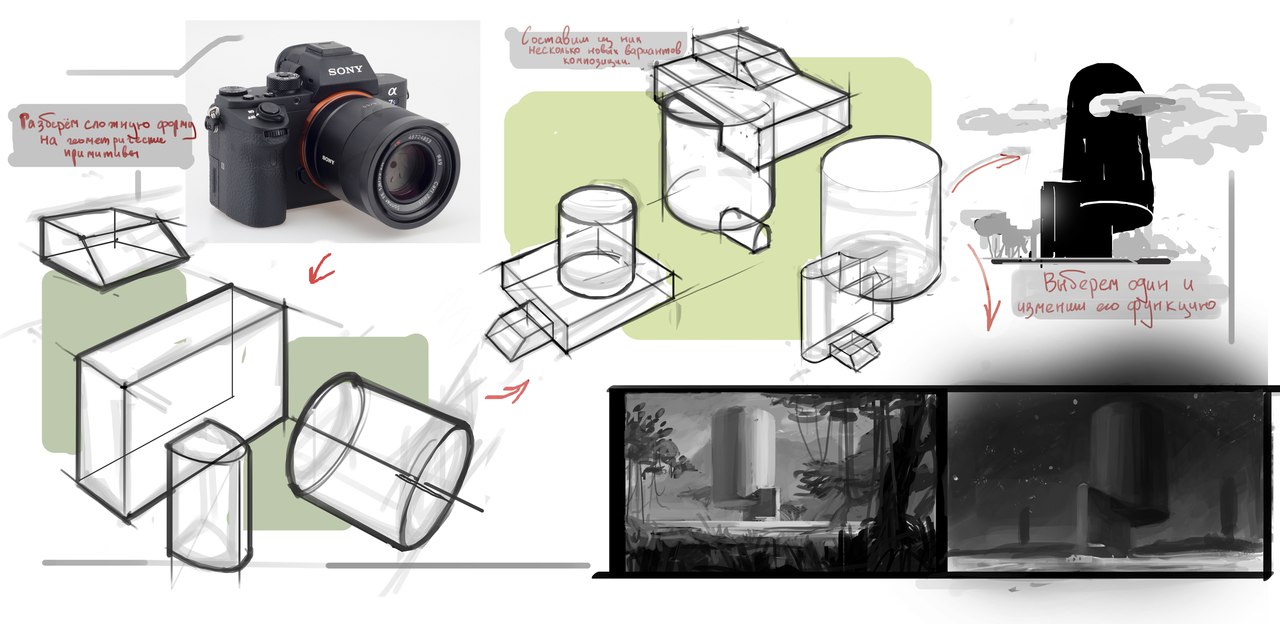 Разберём сложную форму
на геометрические
примитивы
SONY
α
SONY
Составим из них
несколько новых вариантов
композиции.
Выберем один и
изменим его функцию